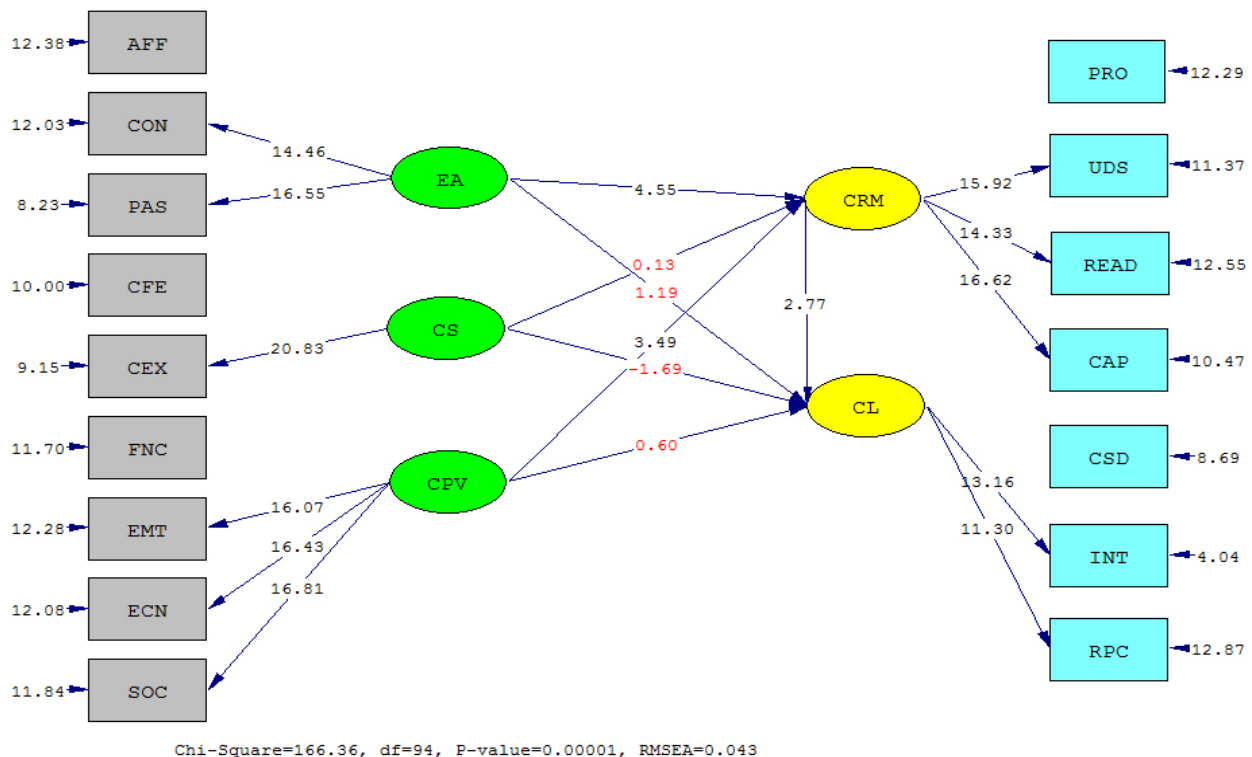 12.38 AFF
12.03 CON
8.23 PAS
10.00 CFE
9.15 CEX
11.70 FNC
12.28 EMT
12.08 ECN
11.84 SOC
14.46
16.55
20.83
16.07
16.43
16.81
EA
CS
CPV
4.55
0.13
1.19
3.49
-1.69
0.60
2.77
CRM
CL
15.92
14.33
16.62
13.16
11.30
PRO 12.29
UDS 11.37
READ 12.55
CAP 10.47
CSD 8.69
INT 4.04
RPC 12.87
Chi-Square=166.36, df=94, P-value=0.00001, RMSEA=0.043